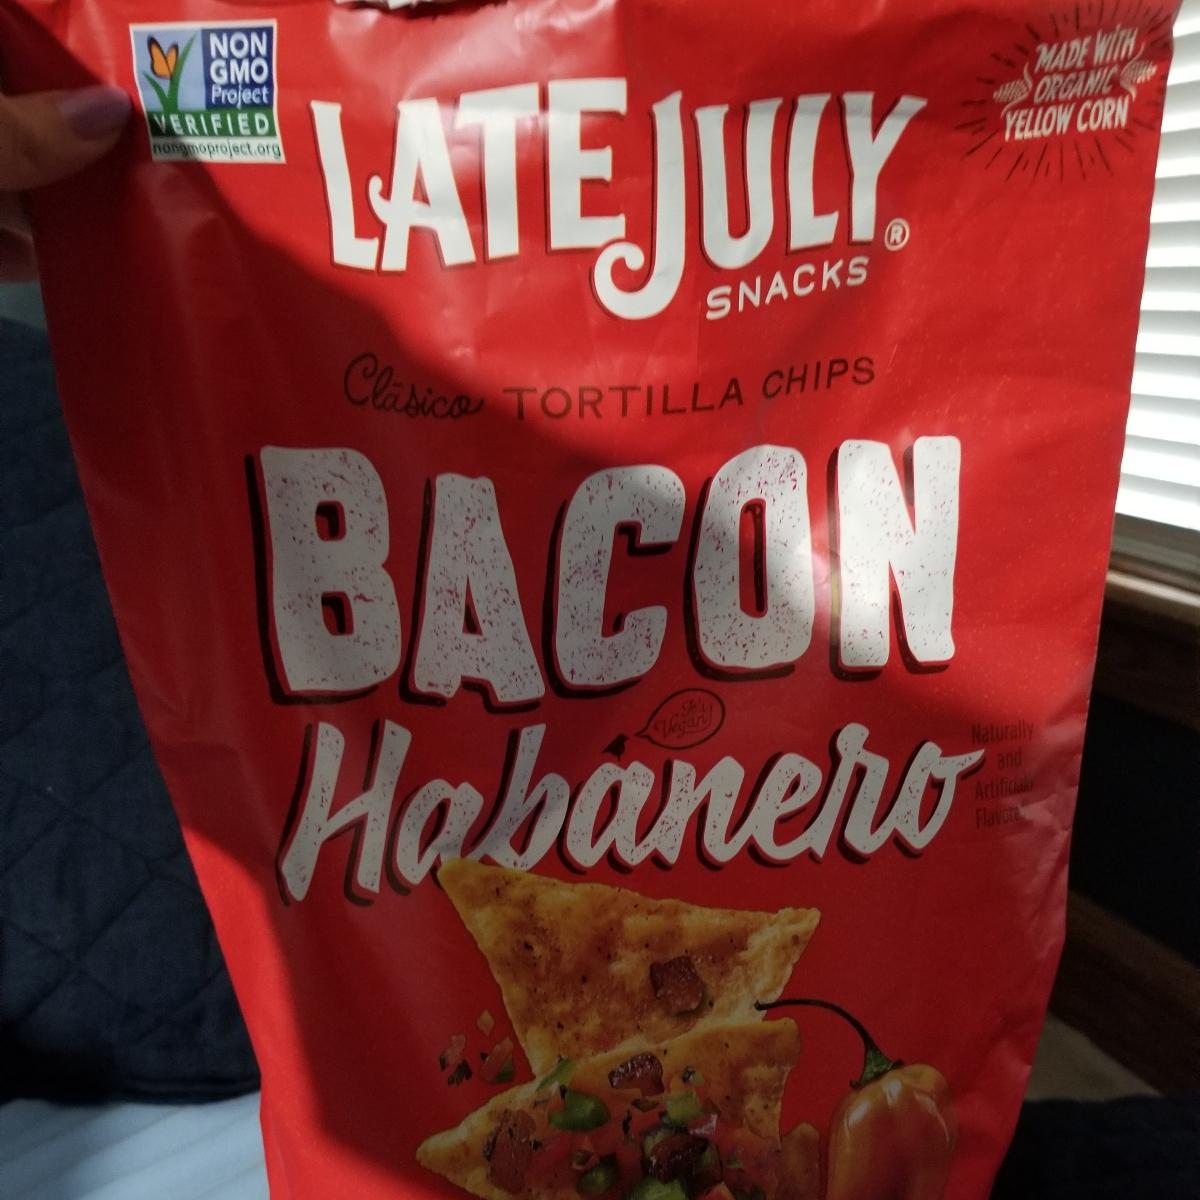 NON
GMO
Project
VERIFIED
nongmoproject.org
MADE WITH
ORGANIC
YELLOW CORN
LATE JULY®
SNACKS
Clásico TORTILLA CHIPS
BACON
It's
Vegan!
Habanero
Naturally
and
Artificially
Flavored